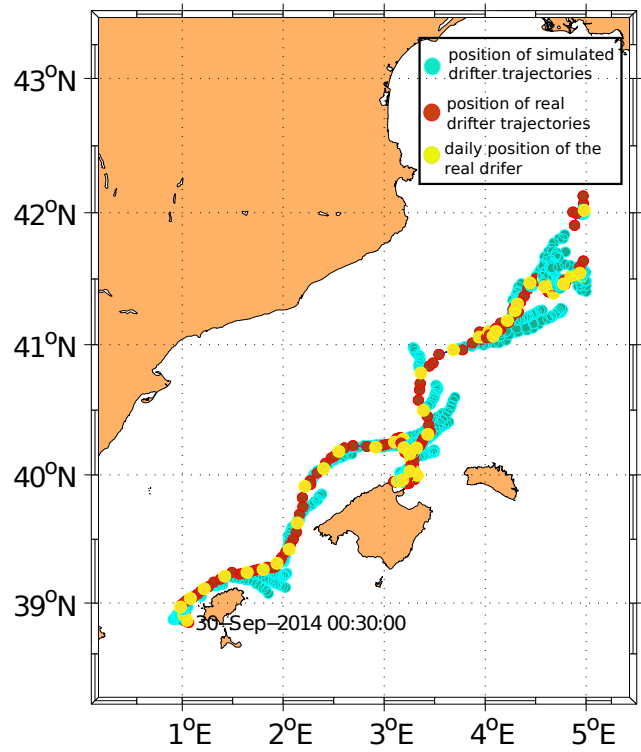 position of simulated
drifter trajectories
position of real
drifter trajectories
daily position of the
real drifer
43°N
42°N
41°N
40°N
39°N
30-Sep-2014 00:30:00
1°E
2°E
3°E
4°E
5°E